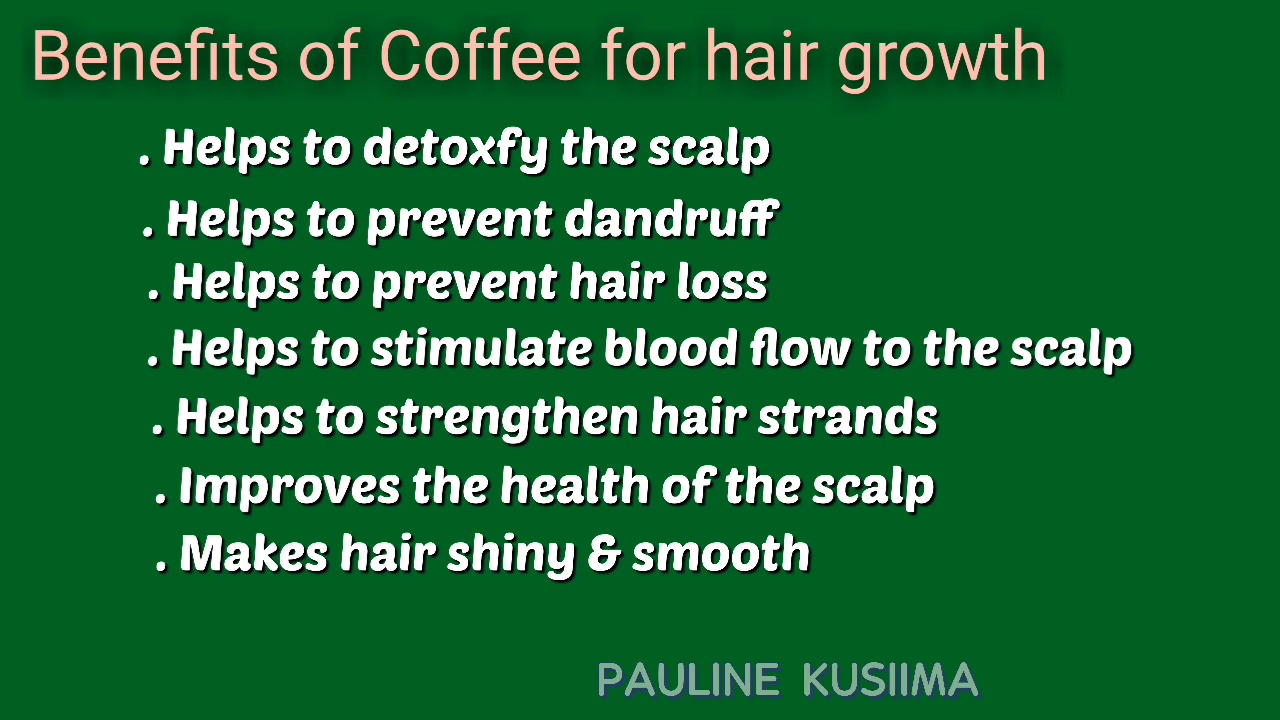 Benefits of Coffee for hair growth
. Helps to detoxfy the scalp
. Helps to prevent dandruff
. Helps to prevent hair loss
. Helps to stimulate blood flow to the scalp
. Helps to strengthen hair strands
. Improves the health of the scalp
. Makes hair shiny & smooth
PAULINE KUSIIMA